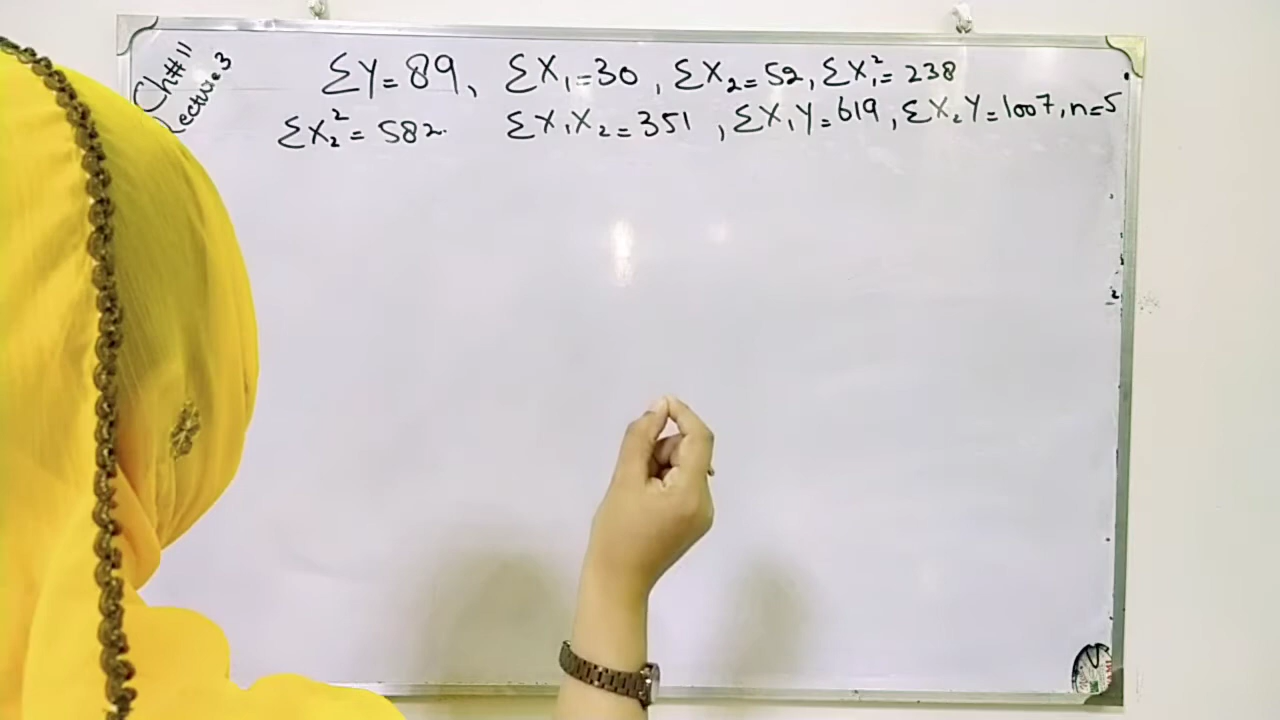 Ch#11
Lecture 3
ΣY=89, ΣX₁=30, ΣX₂=52, ΣX₁²=238
ΣX₂²=582. ΣX₁X₂=351, ΣX₁Y=619, ΣX₂Y=1007, n=5